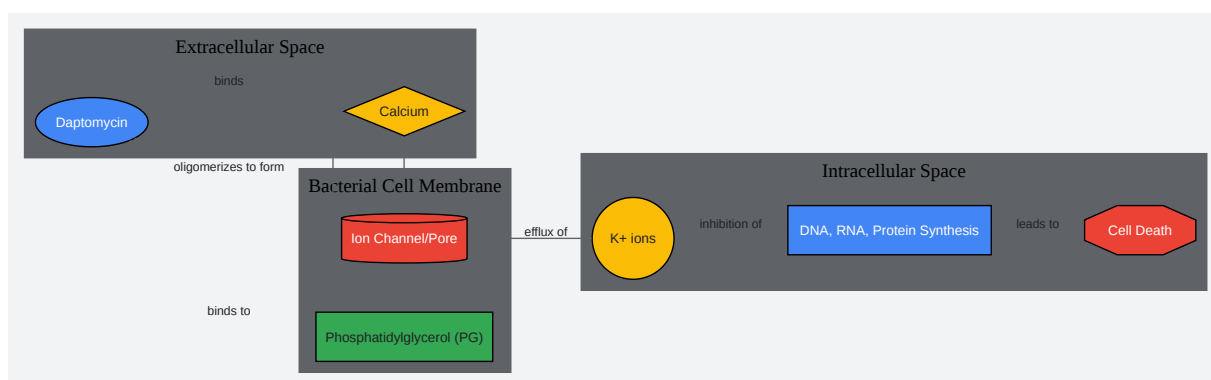 Extracellular Space
binds
Daptomycin
Calcium
oligomerizes to form
Bacterial Cell Membrane
Ion Channel/Pore
binds to
Phosphatidylglycerol (PG)
efflux of
Intracellular Space
K+ ions
inhibition of
DNA, RNA, Protein Synthesis
leads to
Cell Death